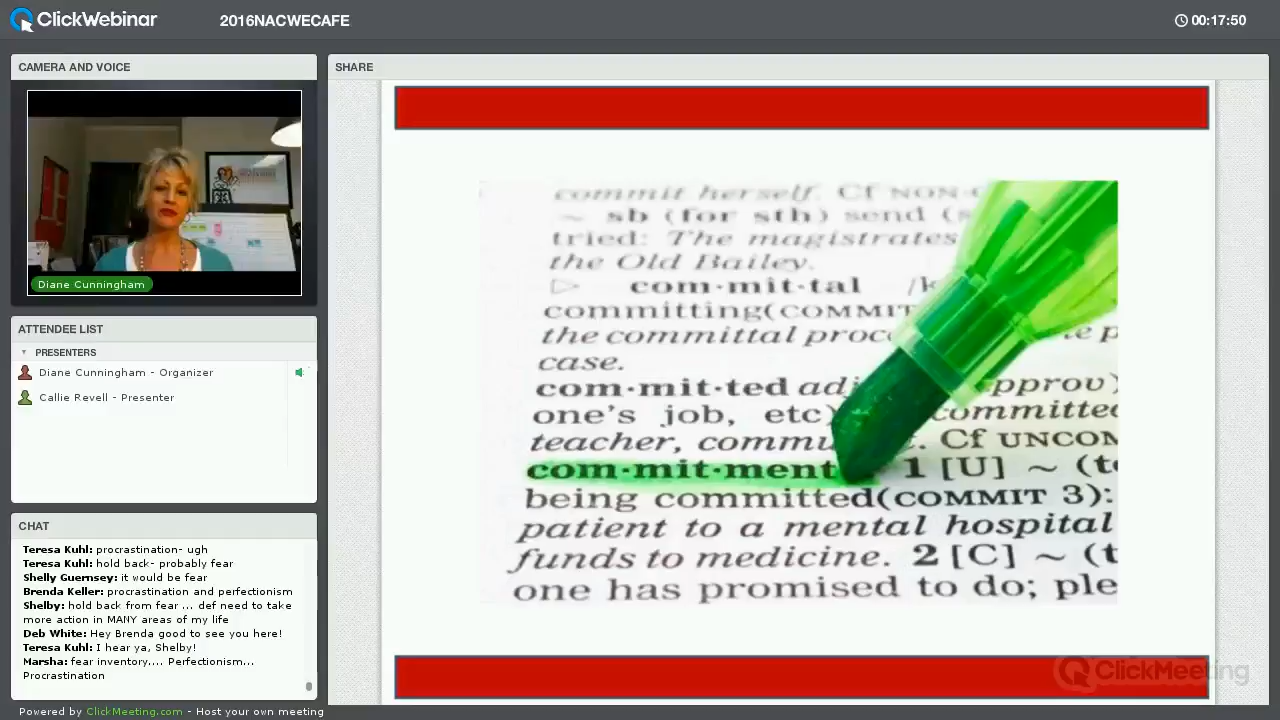 ClickWebinar
2016NACWECAFE
00:17:50
CAMERA AND VOICE
Diane Cunningham
ATTENDEE LIST
PRESENTERS
Diane Cunningham - Organizer
Callie Revell - Presenter
CHAT
Teresa Kuhl: procrastination- ugh
Teresa Kuhl: hold back- probably fear
Shelly Guernsey: it would be fear
Brenda Keller: procrastination and perfectionism
Shelby: hold back from fear ... def need to take
more action in MANY areas of my life
Deb White: Hey Brenda good to see you here!
Teresa Kuhl: I hear ya, Shelby!
Marsha: Perfectionism...
Powered by ClickMeeting.com - Host your own meeting
SHARE
commit herself. Cf NON-
~ sb (for sth) send (s
tried: The magistrates
the Old Bailey.
▷ com·mit·tal /k
committing(COMMIT
the committal proc e p
case.
com·mit·ted adj approv)
one's job, etc) committed
teacher, commu . Cf UNCOM
com·mit·ment 1 [U] ~ (to
being committed(COMMIT 3):
patient to a mental hospital
funds to medicine. 2 [C] ~ (t
one has promised to do; ple
ClickMeeting